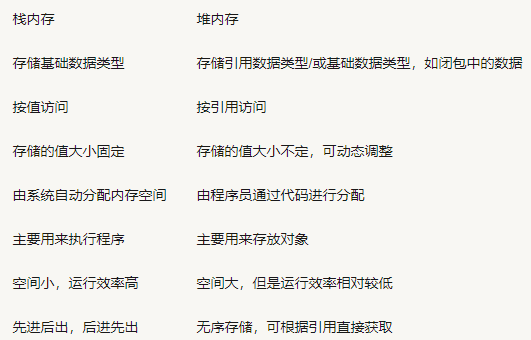 栈内存 堆内存
存储基础数据类型 存储引用数据类型/或基础数据类型，如闭包中的数据
按值访问 按引用访问
存储的值大小固定 存储的值大小不定，可动态调整
由系统自动分配内存空间 由程序员通过代码进行分配
主要用来执行程序 主要用来存放对象
空间小，运行效率高 空间大，但是运行效率相对较低
先进后出，后进先出 无序存储，可根据引用直接获取